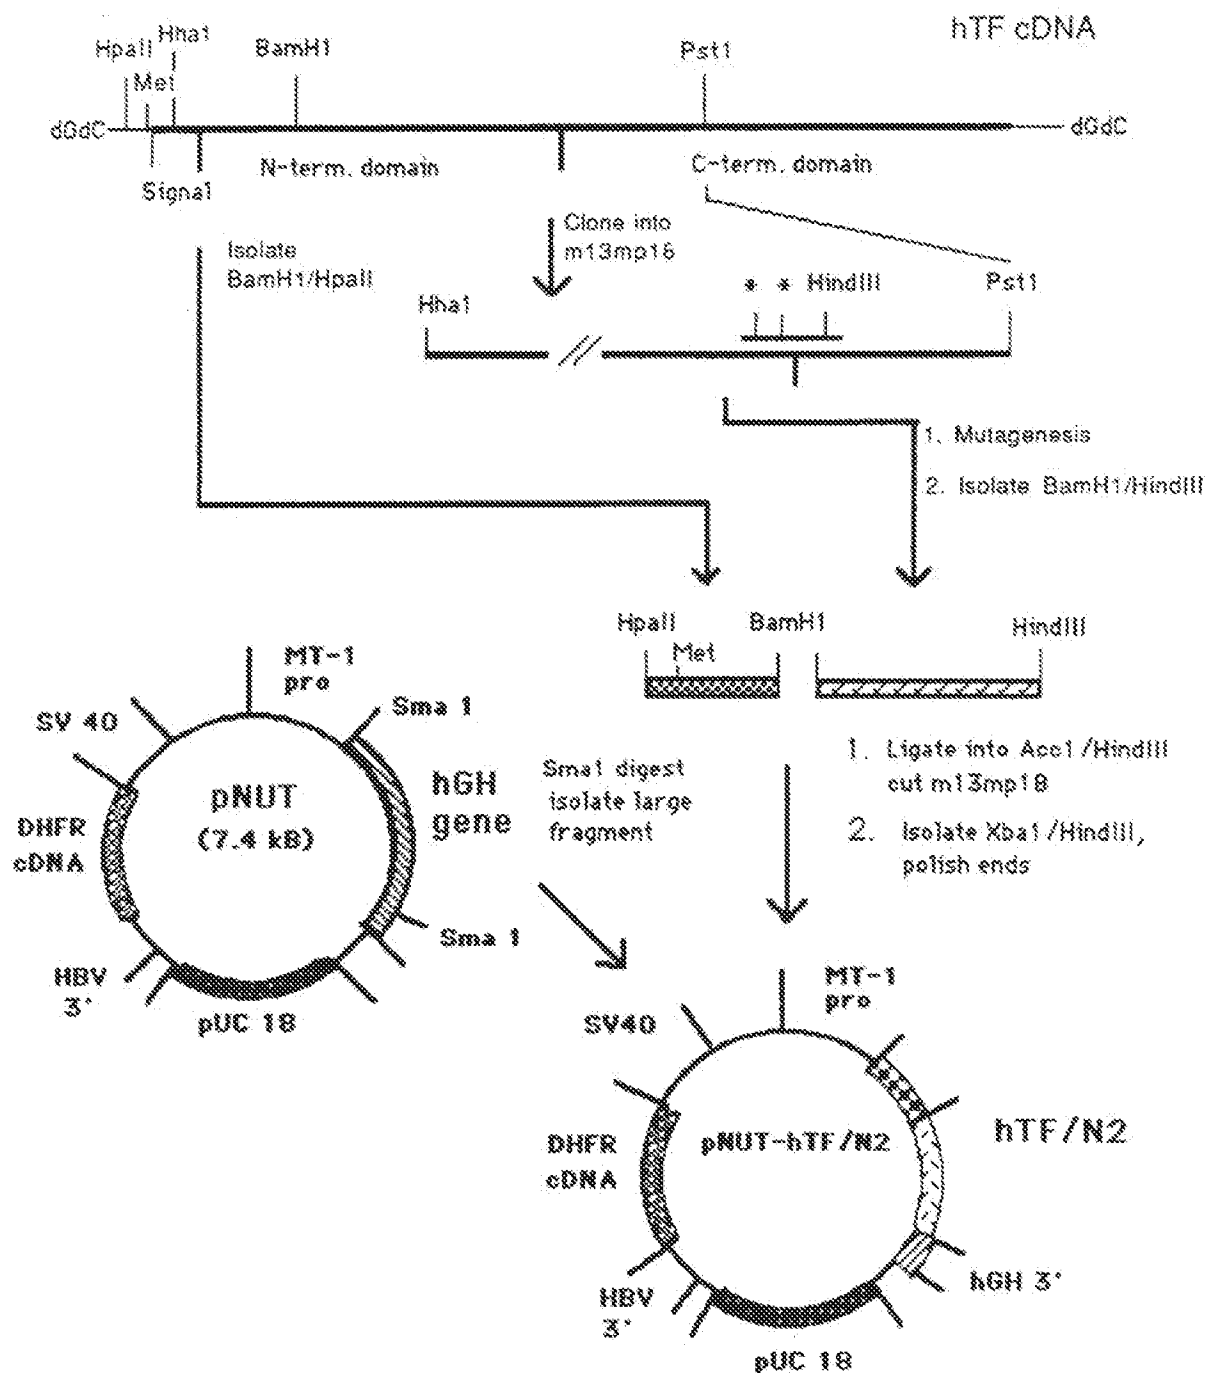 hTF cDNA
HpaII
Hha1
BamH1
Pst1
Met
dGdC
dGdC
Signal
N-term. domain
C-term. domain
Isolate
BamH1/HpaII
Clone into
m13mp18
Hha1
* * HindIII
Pst1
1. Mutagenesis
2. Isolate BamH1/HindIII
HpaII
Met
BamH1
HindIII
1. Ligate into Acc1/HindIII
cut m13mp18
2. Isolate Xba1/HindIII,
polish ends
MT-1
pro
SV 40
Sma 1
pNUT
(7.4 kB)
hGH
gene
DHFR
cDNA
Sma 1
HBV
3'
pUC 18
Sma1 digest
isolate large
fragment
MT-1
pro
SV40
DHFR
cDNA
pNUT-hTF/N2
hTF/N2
HBV
3'
hGH 3'
pUC 18